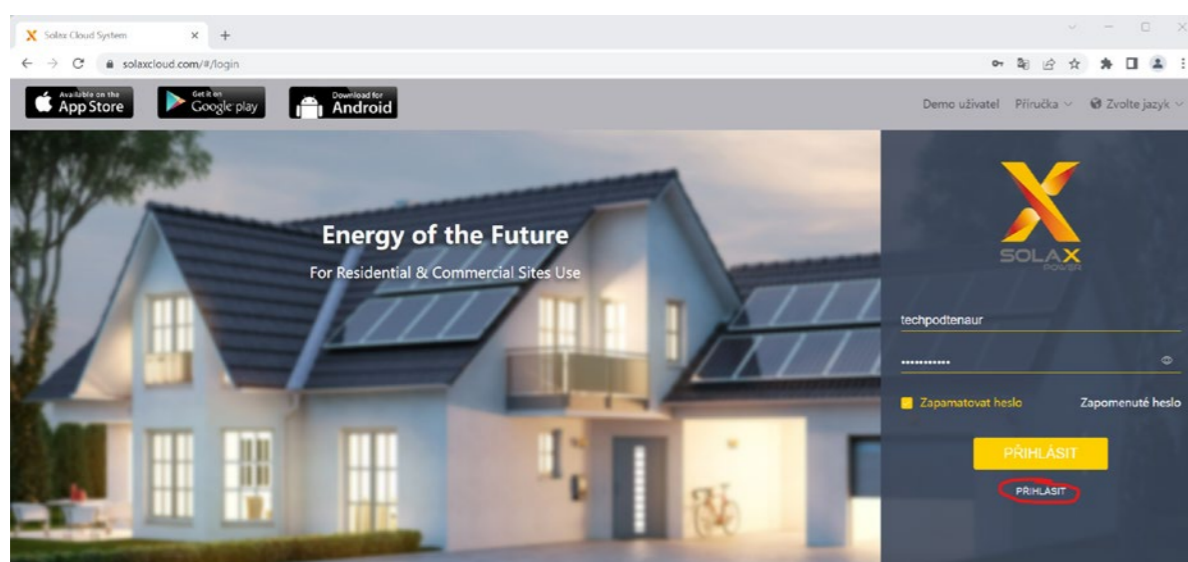 Solax Cloud System
solaxcloud.com/#/login
Available on the
App Store
Get it on
Google play
Download for
Android
Demo uživatel Příručka Zvolte jazyk
Energy of the Future
For Residential & Commercial Sites Use
SOLAX
POWER
techpodtenaur
•••••••••••
Zapamatovat heslo Zapomenuté heslo
PŘIHLÁSIT
PŘIHLÁSIT